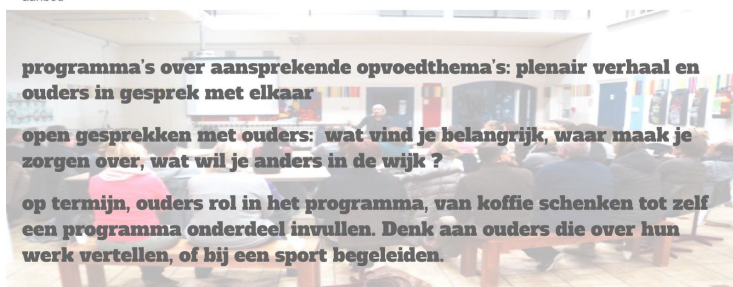 programma's over aansprekende opvoedthema's: plenair verhaal en
ouders in gesprek met elkaar
open gesprekken met ouders: wat vind je belangrijk, waar maak je
zorgen over, wat wil je anders in de wijk ?
op termijn, ouders rol in het programma, van koffie schenken tot zelf
een programma onderdeel invullen. Denk aan ouders die over hun
werk vertellen, of bij een sport begeleiden.